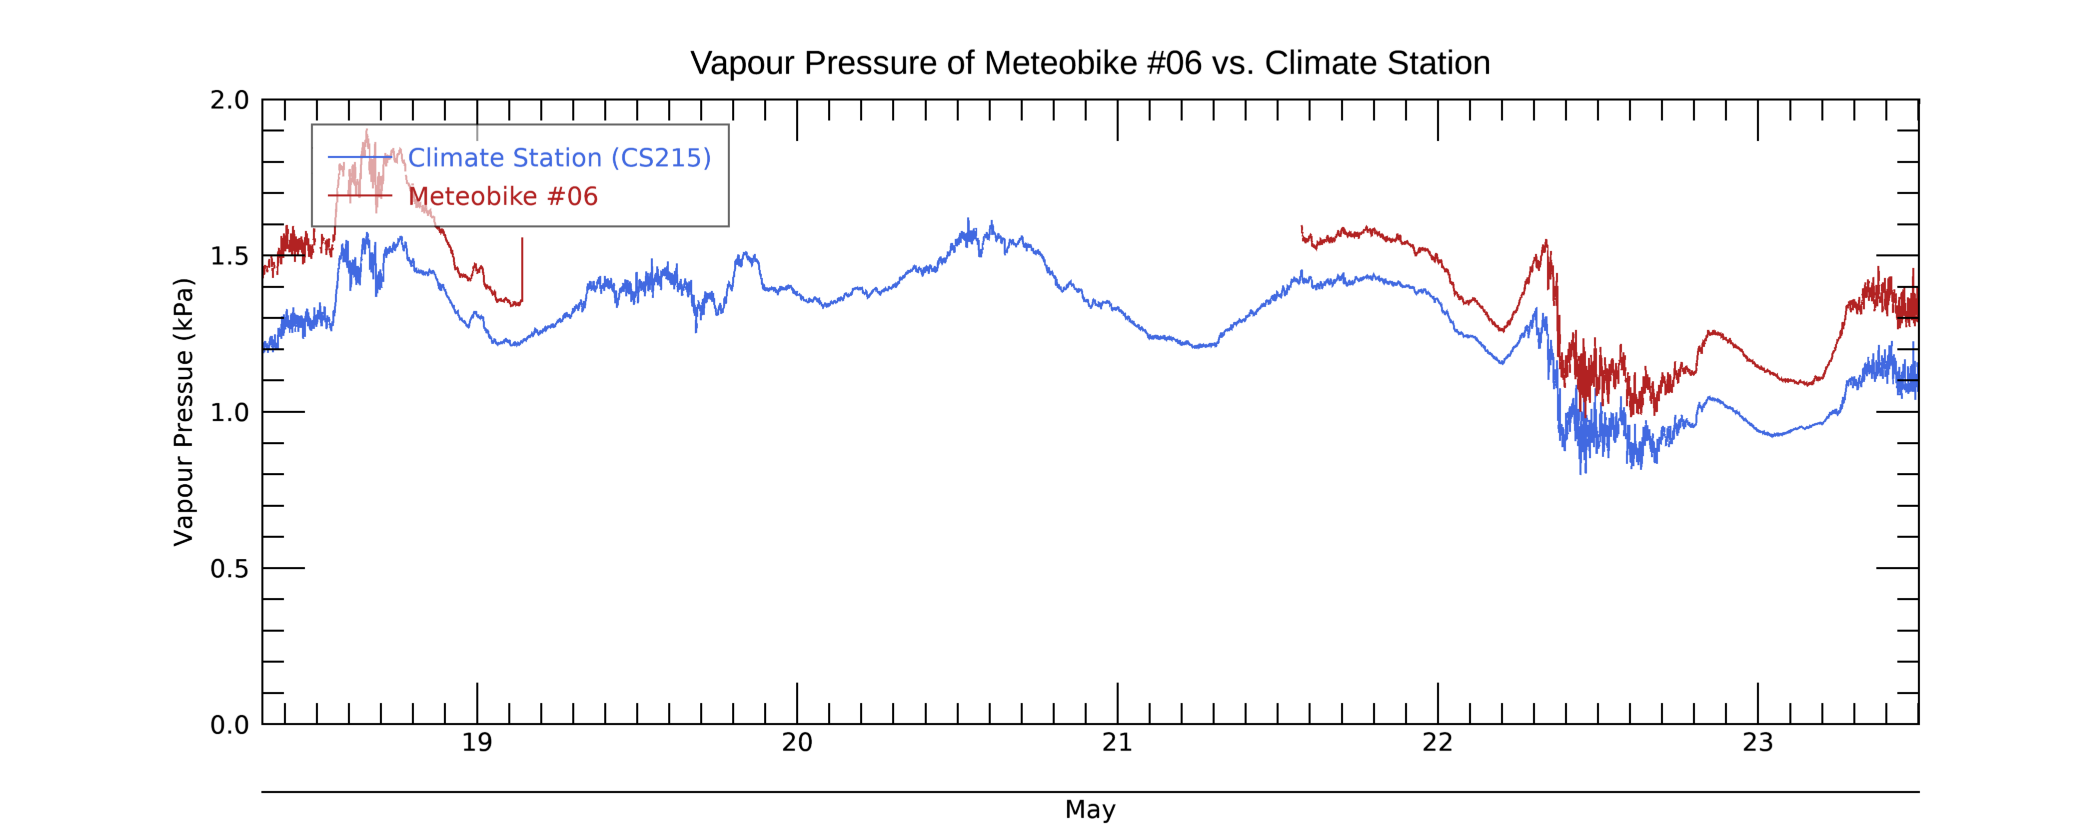 Vapour Pressure of Meteobike #06 vs. Climate Station
2.0
1.5
1.0
0.5
0.0
Vapour Pressue (kPa)
Climate Station (CS215)
Meteobike #06
19 20 21 22 23
May